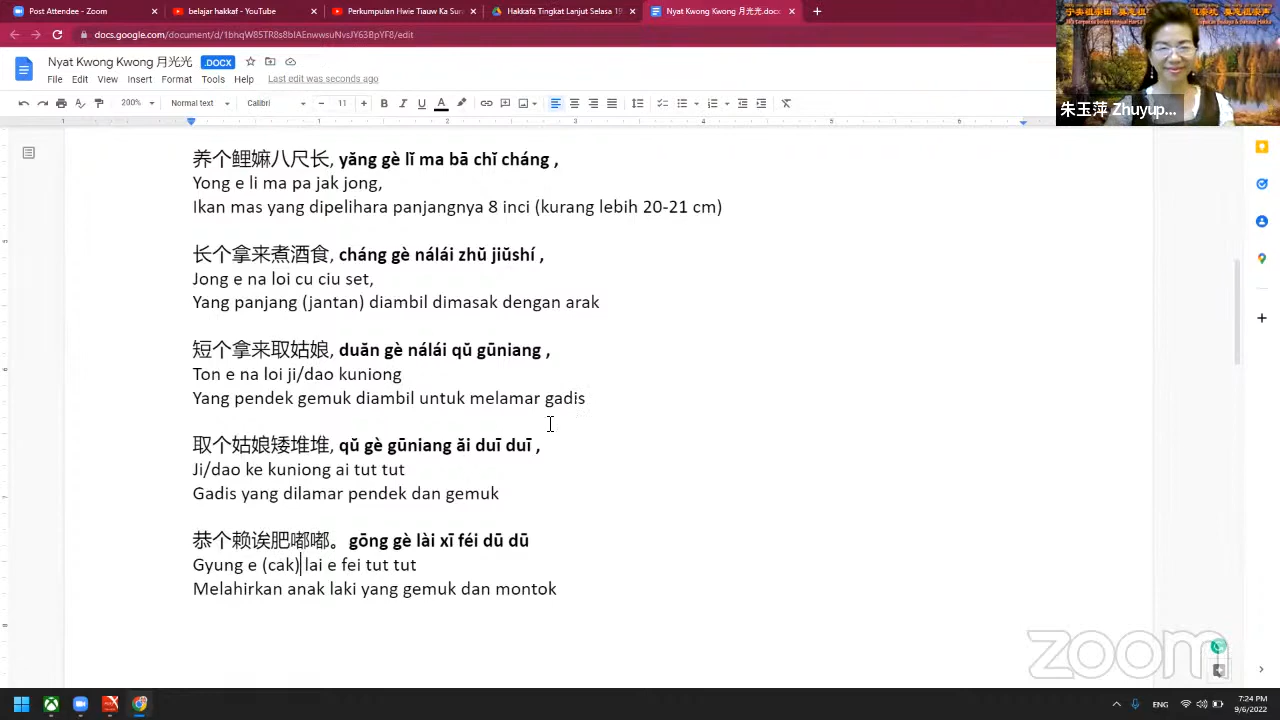 Post Attendee - Zoom
belajar hakkaf - YouTube
Perkumpulan Hwie Tiauw Ka Sur
Hakkafa Tingkat Lanjut Selasa 19
Nyat Kwong Kwong 月光光.docx
docs.google.com/document/d/1bhqW85TR8s8blAEnwwsuNvsJY63BpYF8/edit
Nyat Kwong Kwong 月光光
.DOCX
File Edit View Insert Format Tools Help
Last edit was seconds ago
200%
Normal text
Calibri
11
朱玉萍 Zhuyup...
养个鲤嫲八尺长, yǎng gè lǐ ma bā chǐ cháng ,
Yong e li ma pa jak jong,
Ikan mas yang dipelihara panjangnya 8 inci (kurang lebih 20-21 cm)
长个拿来煮酒食, cháng gè nálái zhǔ jiǔshí ,
Jong e na loi cu ciu set,
Yang panjang (jantan) diambil dimasak dengan arak
短个拿来取姑娘, duǎn gè nálái qǔ gūniang ,
Ton e na loi ji/dao kuniong
Yang pendek gemuk diambil untuk melamar gadis
取个姑娘矮堆堆, qǔ gè gūniang ǎi duī duī ,
Ji/dao ke kuniong ai tut tut
Gadis yang dilamar pendek dan gemuk
恭个赖诶肥嘟嘟。gōng gè lài xī féi dū dū
Gyung e (cak) lai e fei tut tut
Melahirkan anak laki yang gemuk dan montok
zoom
ENG
7:24 PM
9/6/2022